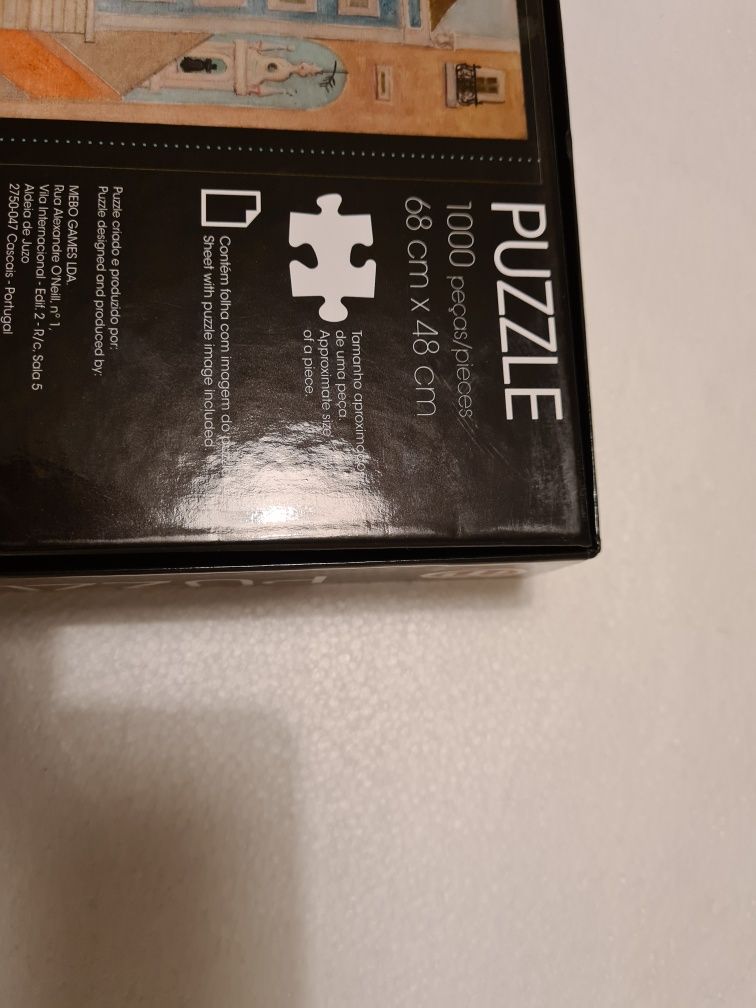 PUZZLE
1000 peças/pieces
68 cm x 48 cm
Tamanho aproximado
de uma peça.
Approximate size
of a piece.
Contém folha com imagem do
Sheet with puzzle image included
Puzzle criado e produzido por:
Puzzle designed and produced by:
MEBO GAMES LDA.
Rua Alexandre O'Neill, nº 1,
Vila Internacional - Edif. 2 - R/c Sala 5
Aldeia de Juzo
2750-047 Cascais - Portugal